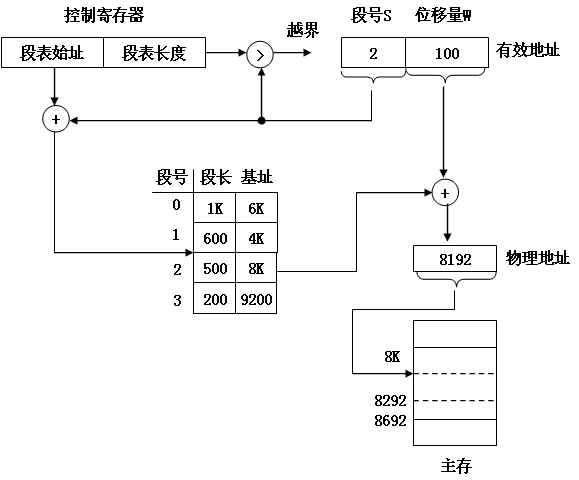 控制寄存器
越界
段号S 位移量W
段表始址 段表长度
>
2 100
有效地址
+
段号 段长 基址
0 1K 6K
+
1 600 4K
2 500 8K
8192
物理地址
3 200 9200
8K
8292
8692
主存